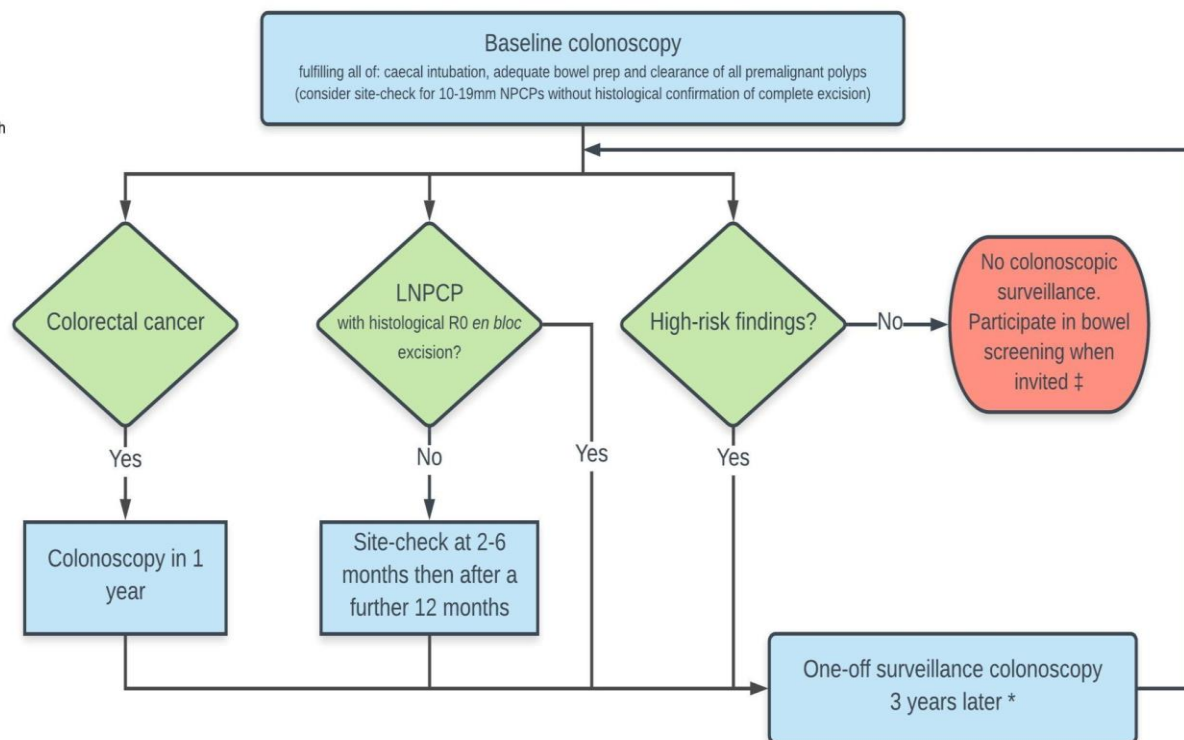 Baseline colonoscopy
fulfilling all of: caecal intubation, adequate bowel prep and clearance of all premalignant polyps
(consider site-check for 10-19mm NPCPs without histological confirmation of complete excision)
h
Colorectal cancer
LNPCP
with histological R0 en bloc
excision?
High-risk findings?
No
No colonoscopic
surveillance.
Participate in bowel
screening when
invited ‡
Yes
No
Yes
Yes
Colonoscopy in 1
year
Site-check at 2-6
months then after a
further 12 months
One-off surveillance colonoscopy
3 years later *